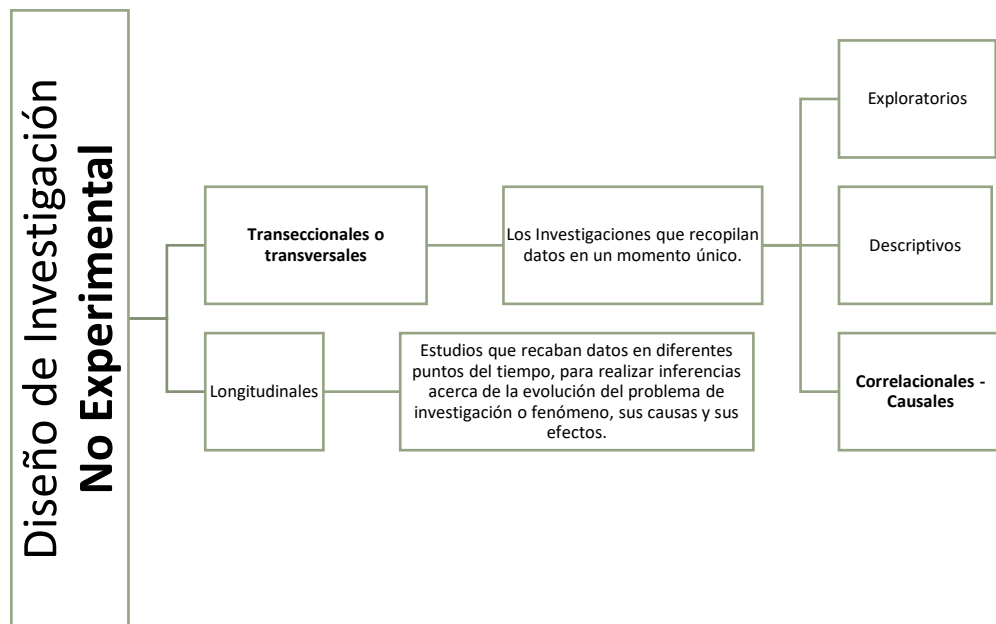 Diseño de Investigación
No Experimental
Transeccionales o
transversales
Los Investigaciones que recopilan
datos en un momento único.
Exploratorios
Descriptivos
Correlacionales -
Causales
Longitudinales
Estudios que recaban datos en diferentes
puntos del tiempo, para realizar inferencias
acerca de la evolución del problema de
investigación o fenómeno, sus causas y sus
efectos.